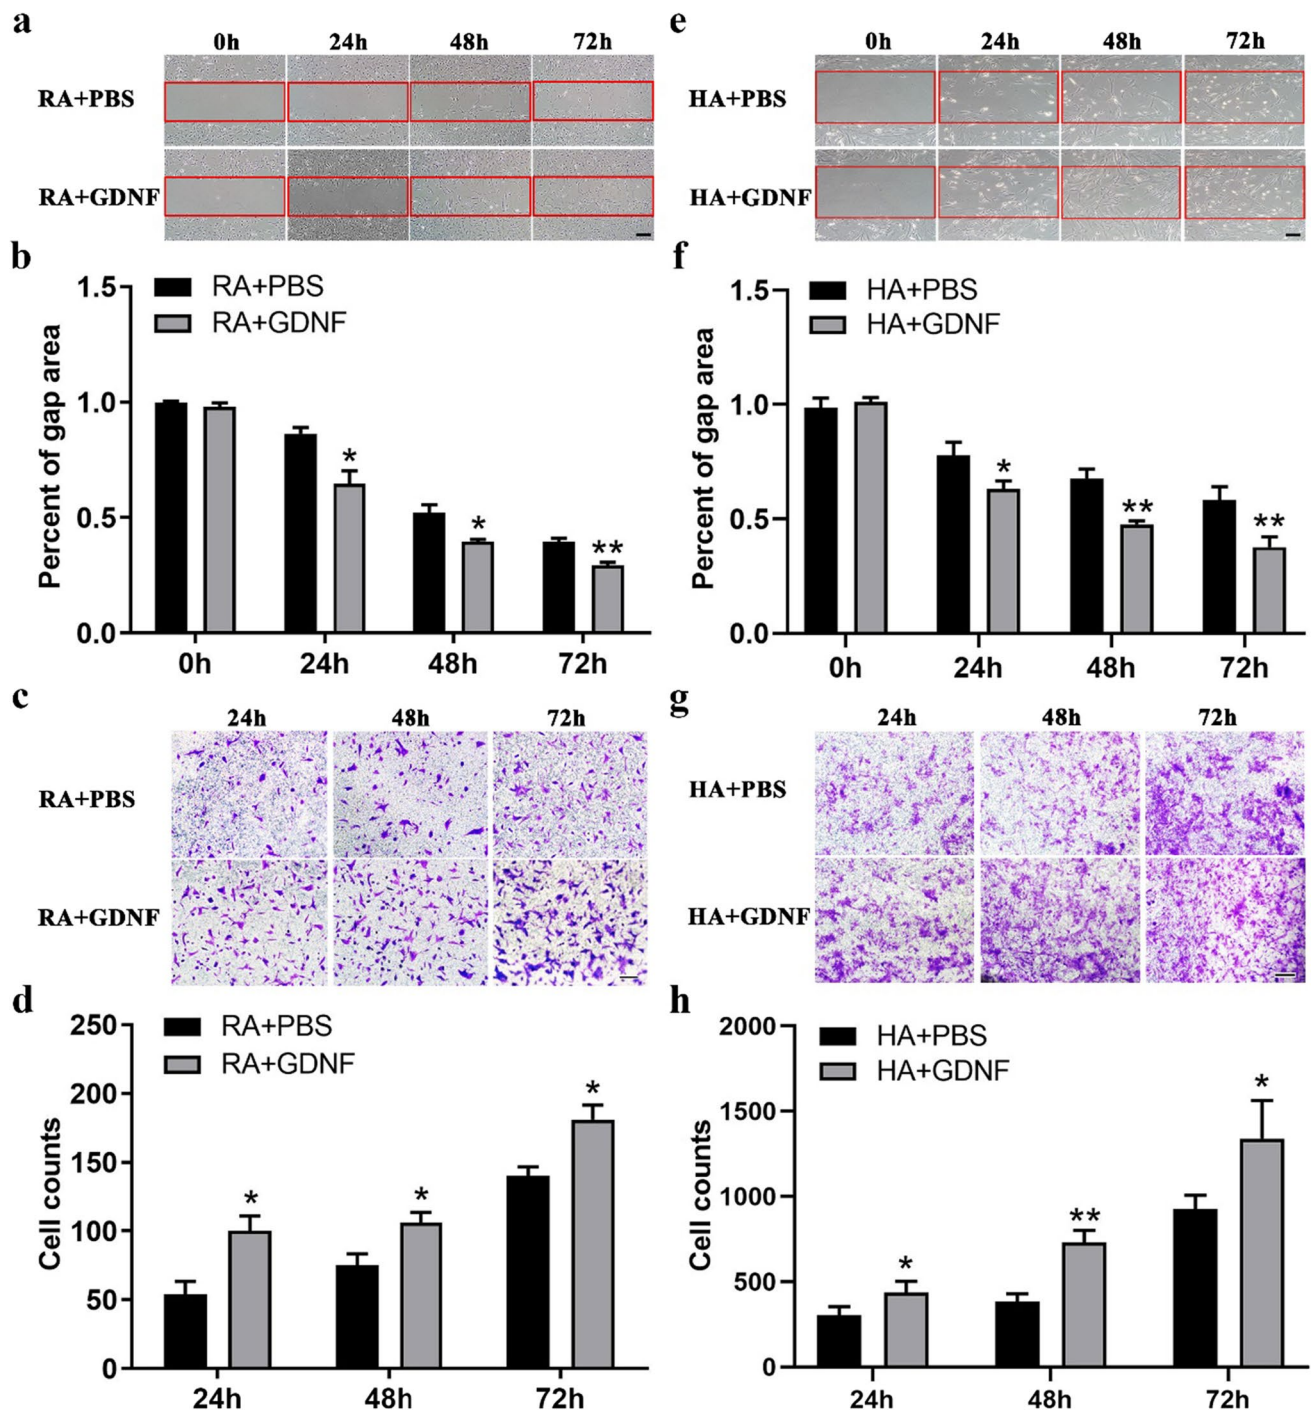 a
0h 24h 48h 72h
RA+PBS
RA+GDNF
e
0h 24h 48h 72h
HA+PBS
HA+GDNF
b
RA+PBS
RA+GDNF
Percent of gap area
1.5
1.0
0.5
0.0
*
*
**
0h 24h 48h 72h
f
HA+PBS
HA+GDNF
Percent of gap area
1.5
1.0
0.5
0.0
*
**
**
0h 24h 48h 72h
c
24h 48h 72h
RA+PBS
RA+GDNF
g
24h 48h 72h
HA+PBS
HA+GDNF
d
RA+PBS
RA+GDNF
Cell counts
250
200
150
100
50
0
*
*
*
24h 48h 72h
h
HA+PBS
HA+GDNF
Cell counts
2000
1500
1000
500
0
*
**
*
24h 48h 72h